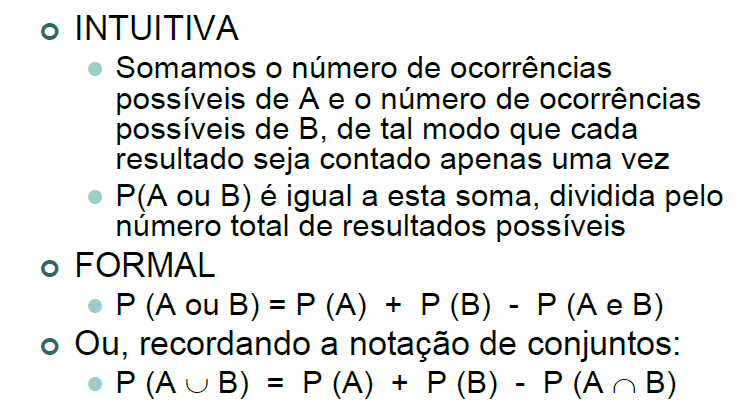 INTUITIVA
Somamos o número de ocorrências
possíveis de A e o número de ocorrências
possíveis de B, de tal modo que cada
resultado seja contado apenas uma vez
P(A ou B) é igual a esta soma, dividida pelo
número total de resultados possíveis
FORMAL
P (A ou B) = P (A) + P (B) - P (A e B)
Ou, recordando a notação de conjuntos:
P (A ∪ B) = P (A) + P (B) - P (A ∩ B)